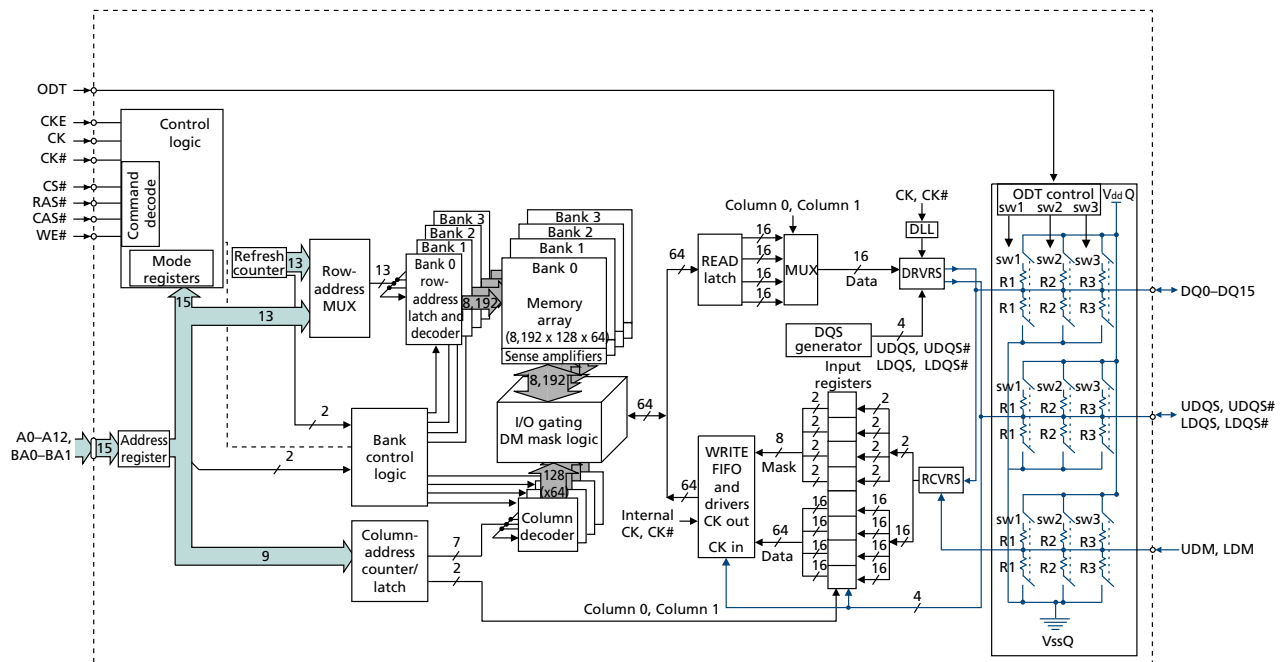 ODT
CKE
CK
CK#
CS#
RAS#
CAS#
WE#
Control
logic
Command
decode
Mode
registers
15
Refresh
counter
13
13
Row-
address
MUX
13
Bank 3
Bank 2
Bank 1
Bank 0
row-
address
latch and
decoder
8,192
Bank 3
Bank 2
Bank 1
Bank 0
Memory
array
(8,192 x 128 x 64)
Sense amplifiers
8,192
I/O gating
DM mask logic
128
(x64)
Column
decoder
A0–A12,
BA0–BA1
15
Address
register
2
2
Bank
control
logic
9
Column-
address
counter/
latch
7
2
Column 0, Column 1
64
64
64
READ
latch
16
16
16
16
Column 0, Column 1
MUX
16
Data
CK, CK#
DLL
DRVRS
DQS
generator
4
UDQS, UDQS#
LDQS, LDQS#
Input
registers
2
2
2
2
2
2
2
2
2
16
16
16
16
16
16
16
16
16
RCVRS
8
Mask
64
Data
WRITE
FIFO
and
drivers
CK out
CK in
Internal
CK, CK#
4
ODT control
VddQ
sw1 sw2 sw3
sw1 sw2 sw3
R1 R2 R3
R1 R2 R3
sw1 sw2 sw3
R1 R2 R3
R1 R2 R3
sw1 sw2 sw3
R1 R2 R3
R1 R2 R3
VssQ
DQ0–DQ15
UDQS, UDQS#
LDQS, LDQS#
UDM, LDM